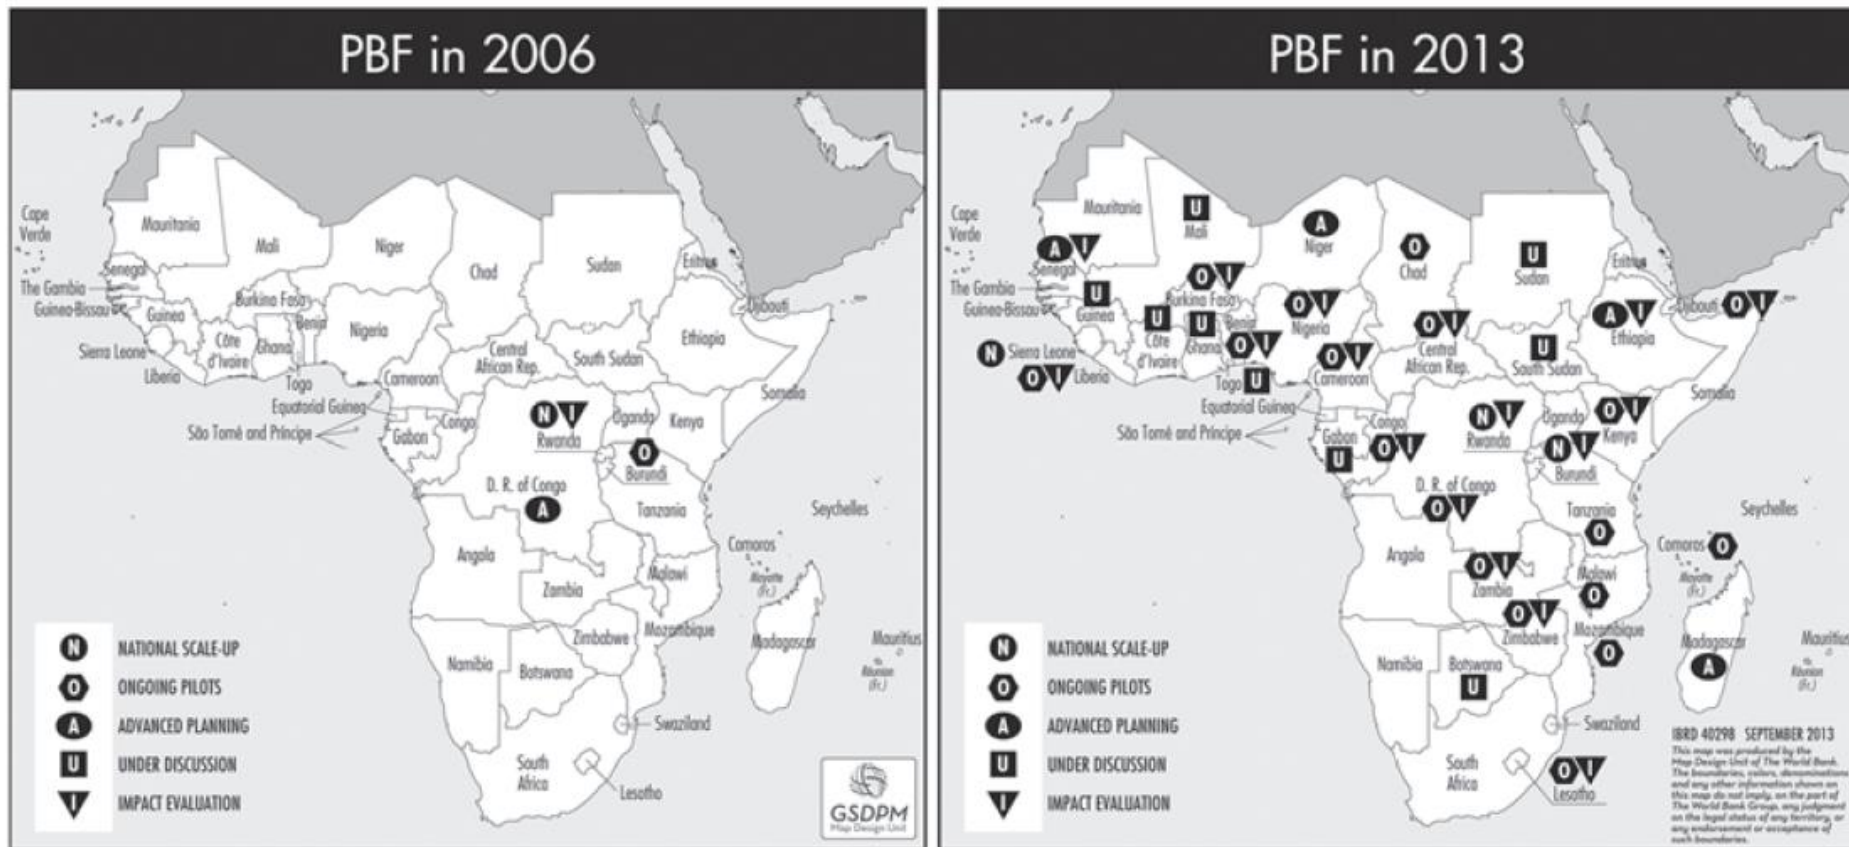 PBF in 2006
Cape
Verde
Mauritania
Mali
Niger
Chad
Sudan
Eritrea
Senegal
The Gambia
Guinea-Bissau
Guinea
Burkina Faso
Benin
Nigeria
Djibouti
Ethiopia
Sierra Leone
Côte
d'Ivoire
Ghana
Central
African Rep.
South Sudan
Liberia
Togo
Cameroon
Somalia
Equatorial Guinea
São Tomé and Príncipe
Gabon
Congo
N I
Rwanda
Uganda
Kenya
O
Burundi
D. R. of Congo
A
Tanzania
Seychelles
Comoros
Angola
Mayotte
(Fr.)
Malawi
Zambia
Zimbabwe
Mozambique
Madagascar
Mauritius
Réunion
(Fr.)
Namibia
Botswana
Swaziland
South
Africa
Lesotho
N NATIONAL SCALE-UP
O ONGOING PILOTS
A ADVANCED PLANNING
U UNDER DISCUSSION
I IMPACT EVALUATION
GSDPM
Map Design Unit
PBF in 2013
Cape
Verde
Mauritania
U
Mali
A
Niger
O
Chad
U
Sudan
Eritrea
A I
Senegal
The Gambia
Guinea-Bissau
U
Guinea
O I
Burkina Faso
Benin
O I
O I
Nigeria
Djibouti O I
A I
Ethiopia
N Sierra Leone
O I Liberia
U
Côte
d'Ivoire
U
Ghana
Togo U
O I
Cameroon
O I
Central
African Rep.
U
South Sudan
Somalia
Equatorial Guinea
São Tomé and Príncipe
Gabon
U
Congo
O I
N I
Rwanda
Uganda
O I
Kenya
N I
Burundi
D. R. of Congo
O I
Tanzania
O
Seychelles
Comoros O
Mayotte
(Fr.)
Angola
O I
Zambia
Malawi
O
O I
Zimbabwe
Mozambique
O
Madagascar
A
Mauritius
Réunion
(Fr.)
Namibia
Botswana
U
Swaziland
South
Africa
O I
Lesotho
N NATIONAL SCALE-UP
O ONGOING PILOTS
A ADVANCED PLANNING
U UNDER DISCUSSION
I IMPACT EVALUATION
IBRD 40298 SEPTEMBER 2013
This map was produced by the
Map Design Unit of The World Bank.
The boundaries, colors, denominations
and any other information shown on
this map do not imply, on the part of
The World Bank Group, any judgment
on the legal status of any territory, or
any endorsement or acceptance of
such boundaries.